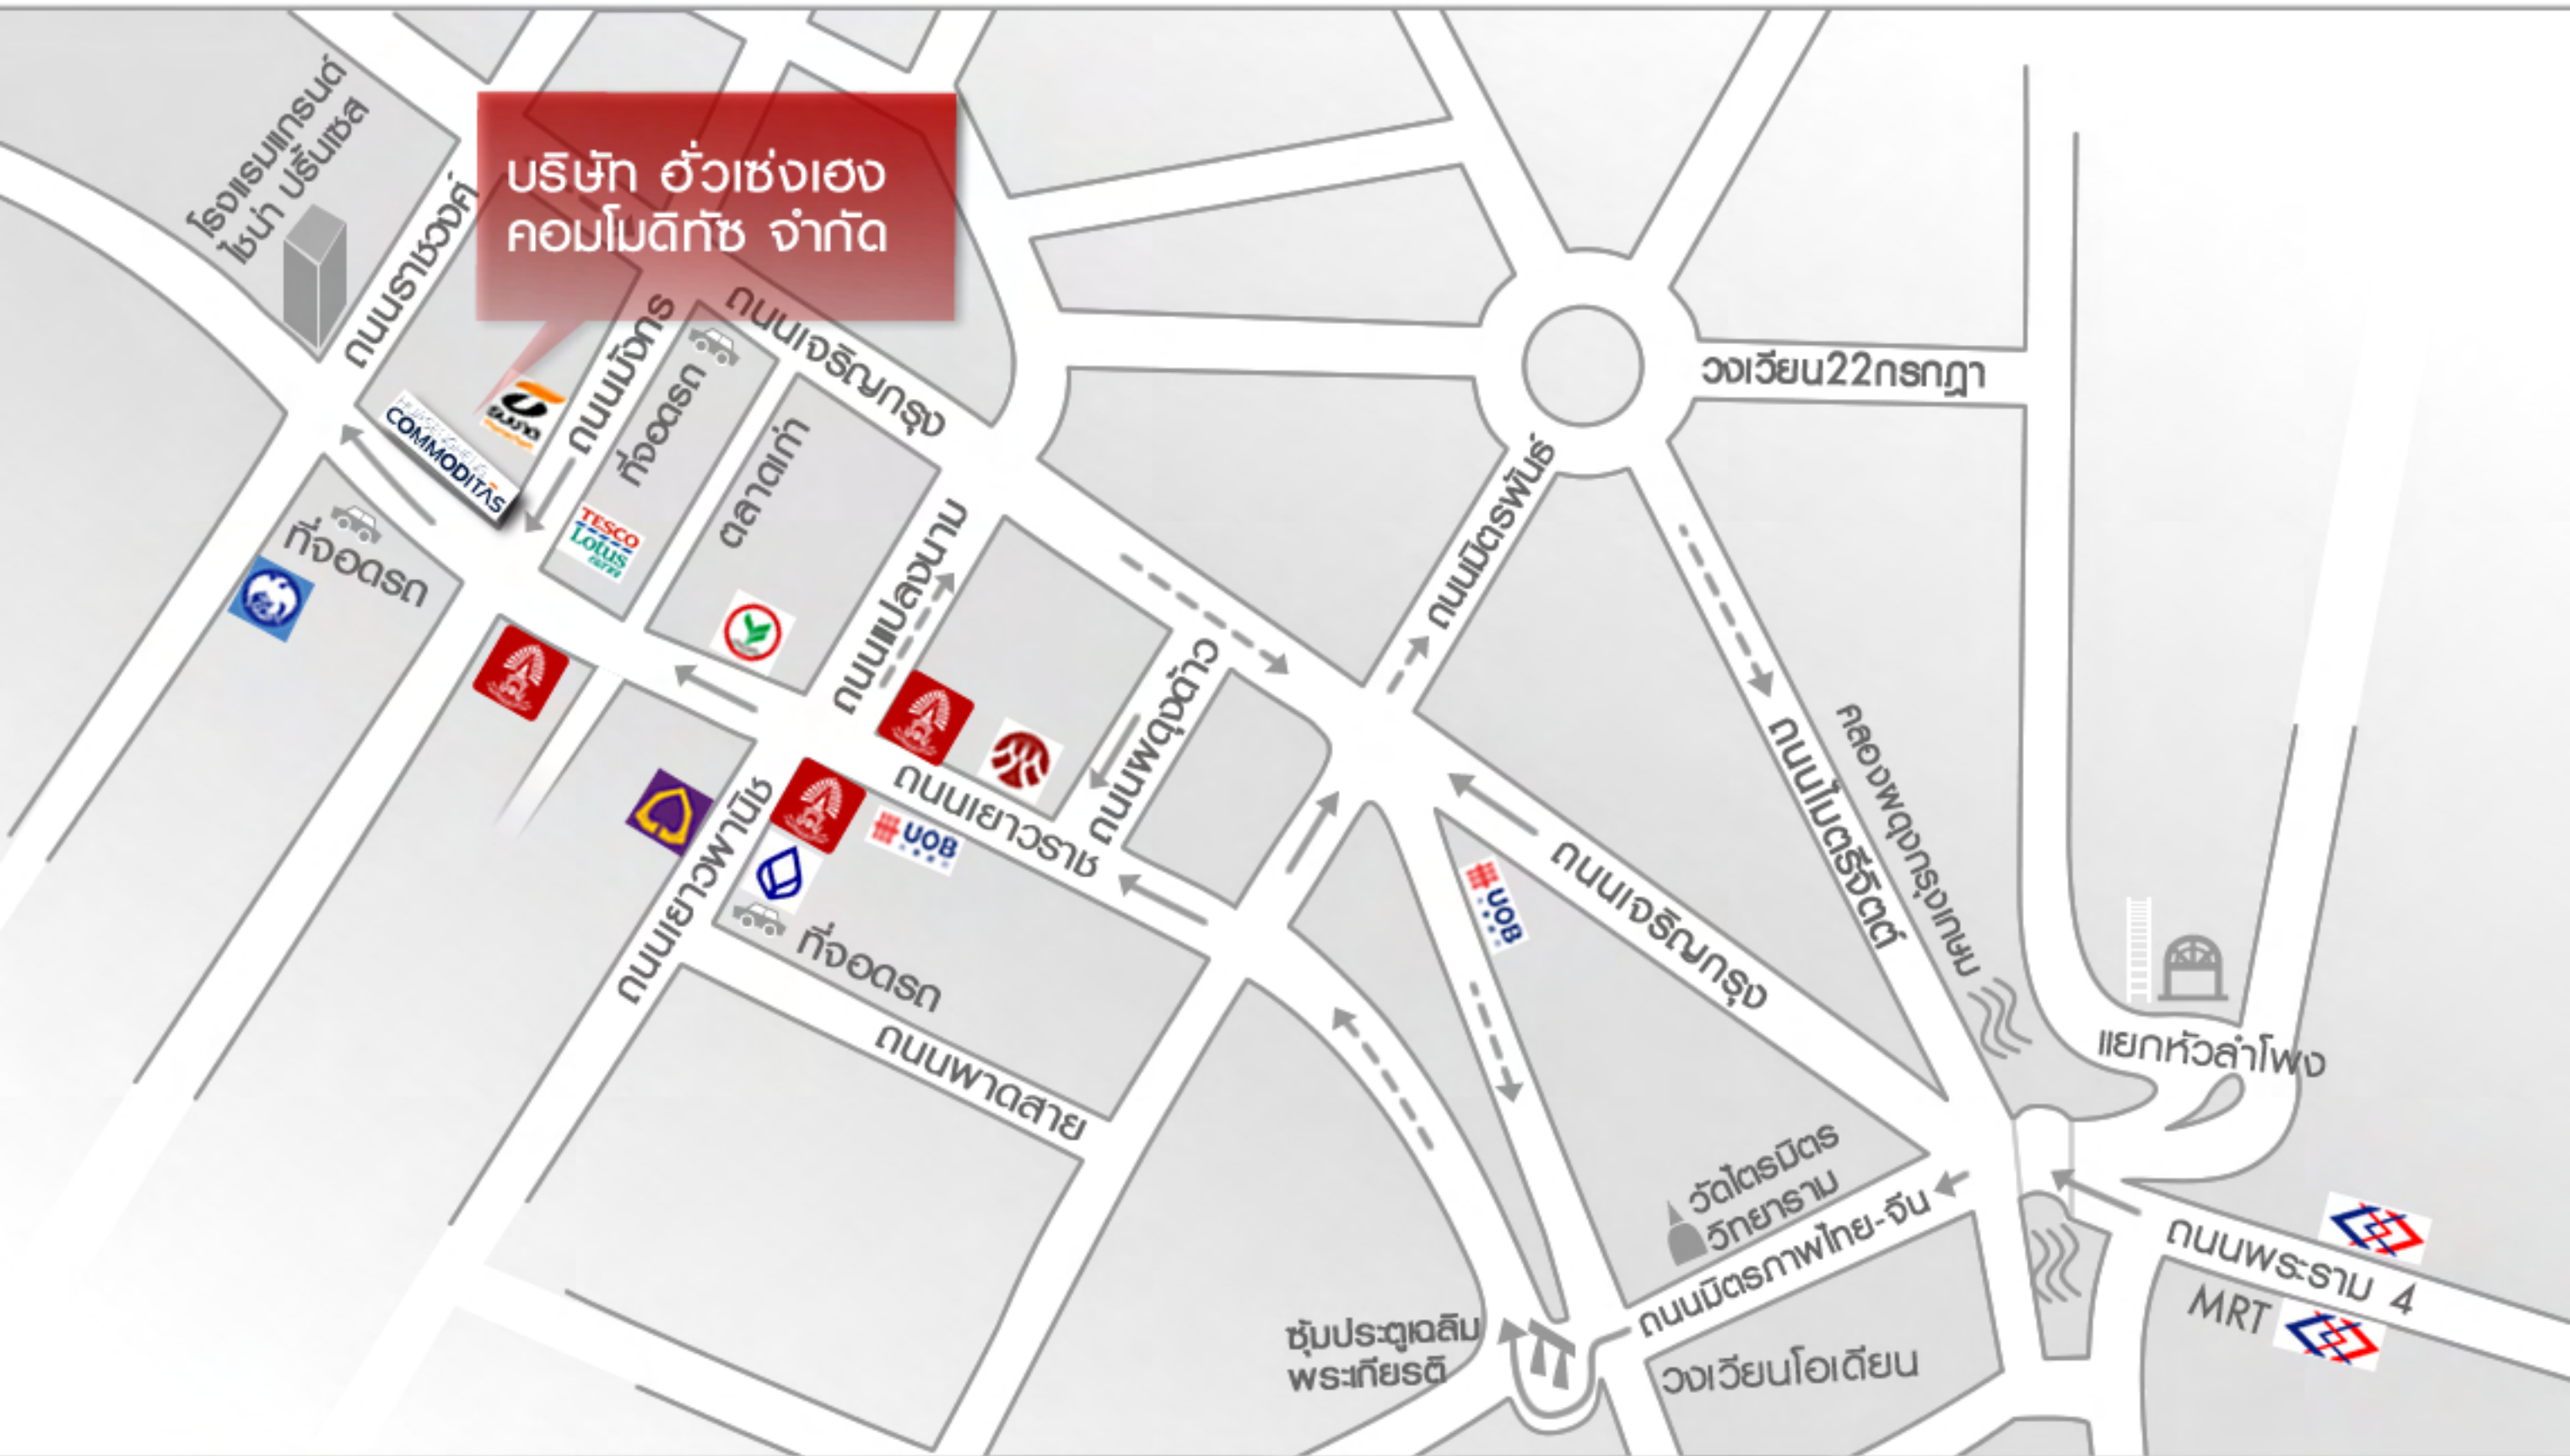 โรงแรมแกรนด์
ไชน่า ปริ้นเซส
ถนนราชวงศ์
บริษัท ฮั่วเซ่งเฮง
คอมโมดิทัซ จำกัด
ถนนมังกร
ถนนเจริญกรุง
วงเวียน22กรกฎา
HUASENGHENG
COMMODITAS
ธนชาต
ที่จอดรถ
ตลาดเก่า
TESCO
Lotus
ตลาด
ที่จอดรถ
ถนนแปลงนาม
ถนนมิตรพันธ์
ถนนผดุงด้าว
ถนนเยาวราช
UOB
ถนนเยาวพานิช
ที่จอดรถ
ถนนพาดสาย
UOB
ถนนเจริญกรุง
ถนนไมตรีจิตต์
คลองผดุงกรุงเกษม
แยกหัวลำโพง
วัดไตรมิตร
วิทยาราม
ถนนมิตรภาพไทย-จีน
ถนนพระราม 4
MRT
ซุ้มประตูเฉลิม
พระเกียรติ
วงเวียนโอเดียน